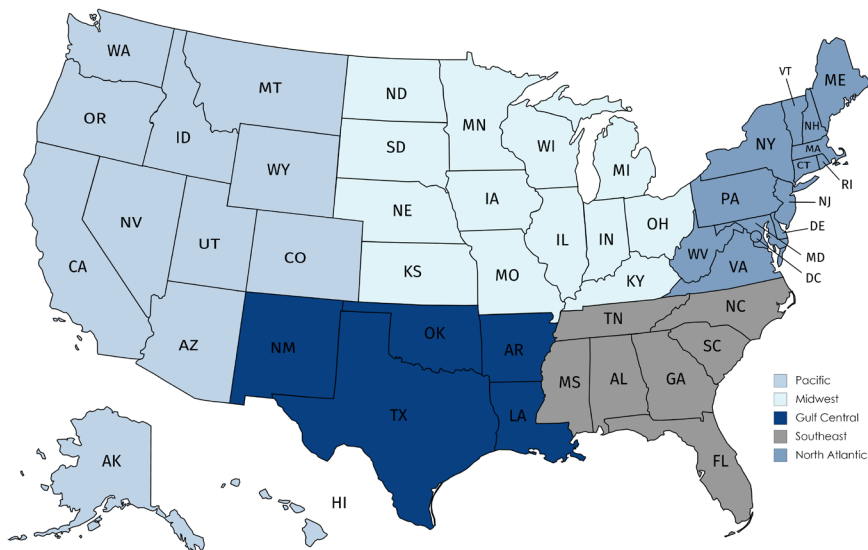 WA
MT
ND
MN
VT
ME
OR
ID
SD
WI
MI
NY
NH
MA
CT
RI
WY
NE
IA
PA
NJ
NV
UT
CO
IL
IN
OH
DE
CA
KS
MO
KY
WV
VA
MD
DC
AZ
NM
OK
AR
TN
NC
SC
MS
AL
GA
TX
LA
FL
AK
HI
Pacific
Midwest
Gulf Central
Southeast
North Atlantic